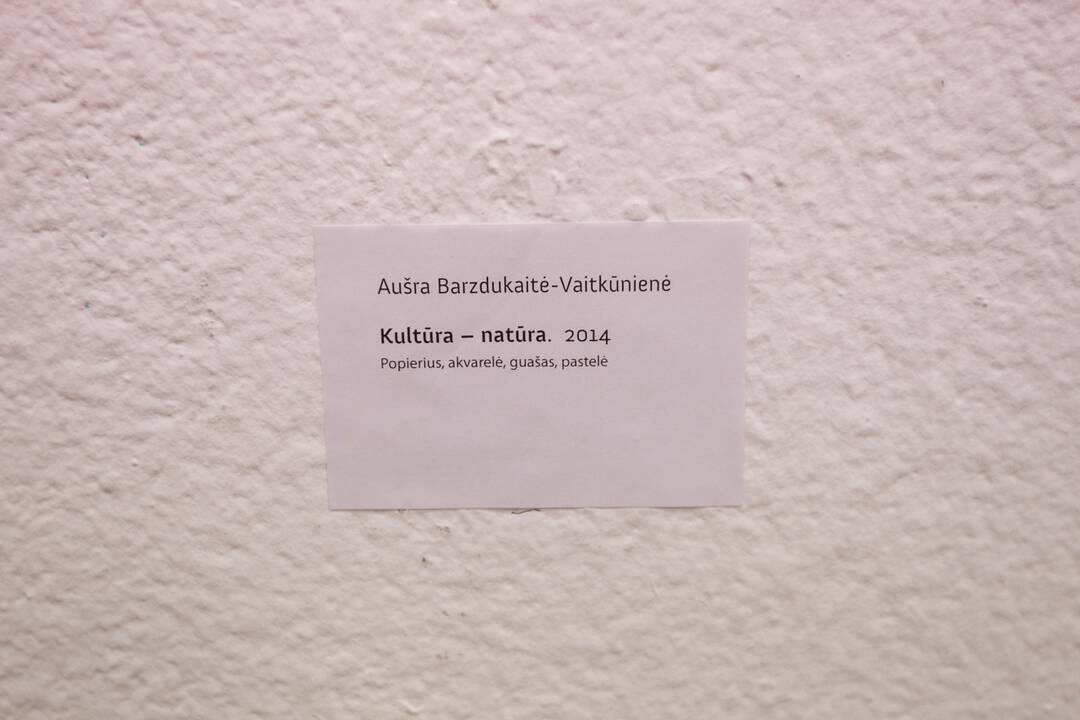 Aušra Barzdukaitė-Vaitkūnienė
Kultūra – natūra. 2014
Popierius, akvarelė, guašas, pastelė